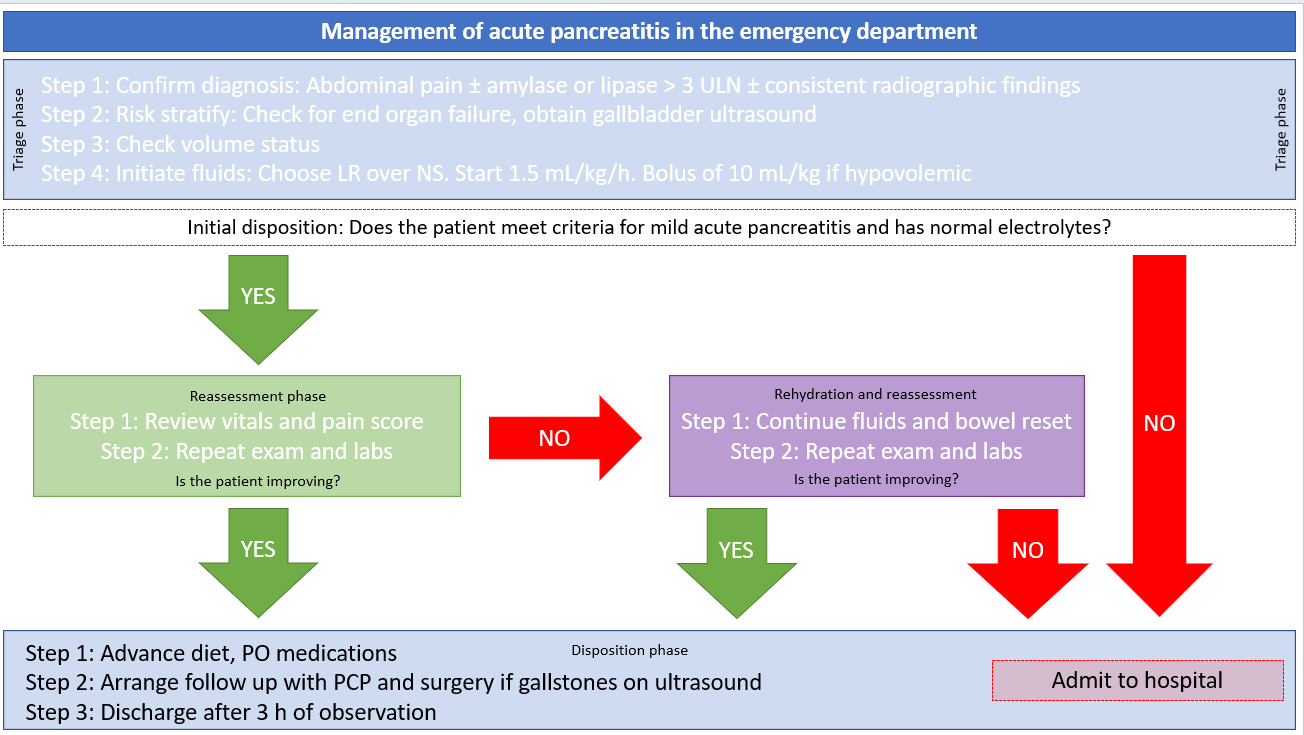 Management of acute pancreatitis in the emergency department
Triage phase
Step 1: Confirm diagnosis: Abdominal pain ± amylase or lipase > 3 ULN ± consistent radiographic findings
Step 2: Risk stratify: Check for end organ failure, obtain gallbladder ultrasound
Step 3: Check volume status
Step 4: Initiate fluids: Choose LR over NS. Start 1.5 mL/kg/h. Bolus of 10 mL/kg if hypovolemic
Triage phase
Initial disposition: Does the patient meet criteria for mild acute pancreatitis and has normal electrolytes?
YES
NO
Reassessment phase
Step 1: Review vitals and pain score
Step 2: Repeat exam and labs
Is the patient improving?
NO
Rehydration and reassessment
Step 1: Continue fluids and bowel reset
Step 2: Repeat exam and labs
Is the patient improving?
YES
YES
NO
Disposition phase
Step 1: Advance diet, PO medications
Step 2: Arrange follow up with PCP and surgery if gallstones on ultrasound
Step 3: Discharge after 3 h of observation
Admit to hospital